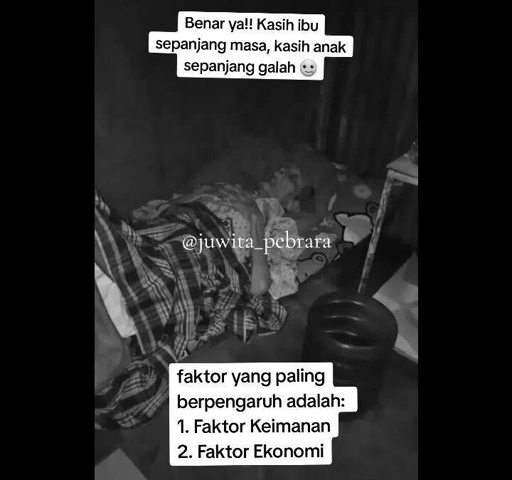 Benar ya!! Kasih ibu
sepanjang masa, kasih anak
sepanjang galah 🙂
@juwita_pebrara
faktor yang paling
berpengaruh adalah:
1. Faktor Keimanan
2. Faktor Ekonomi